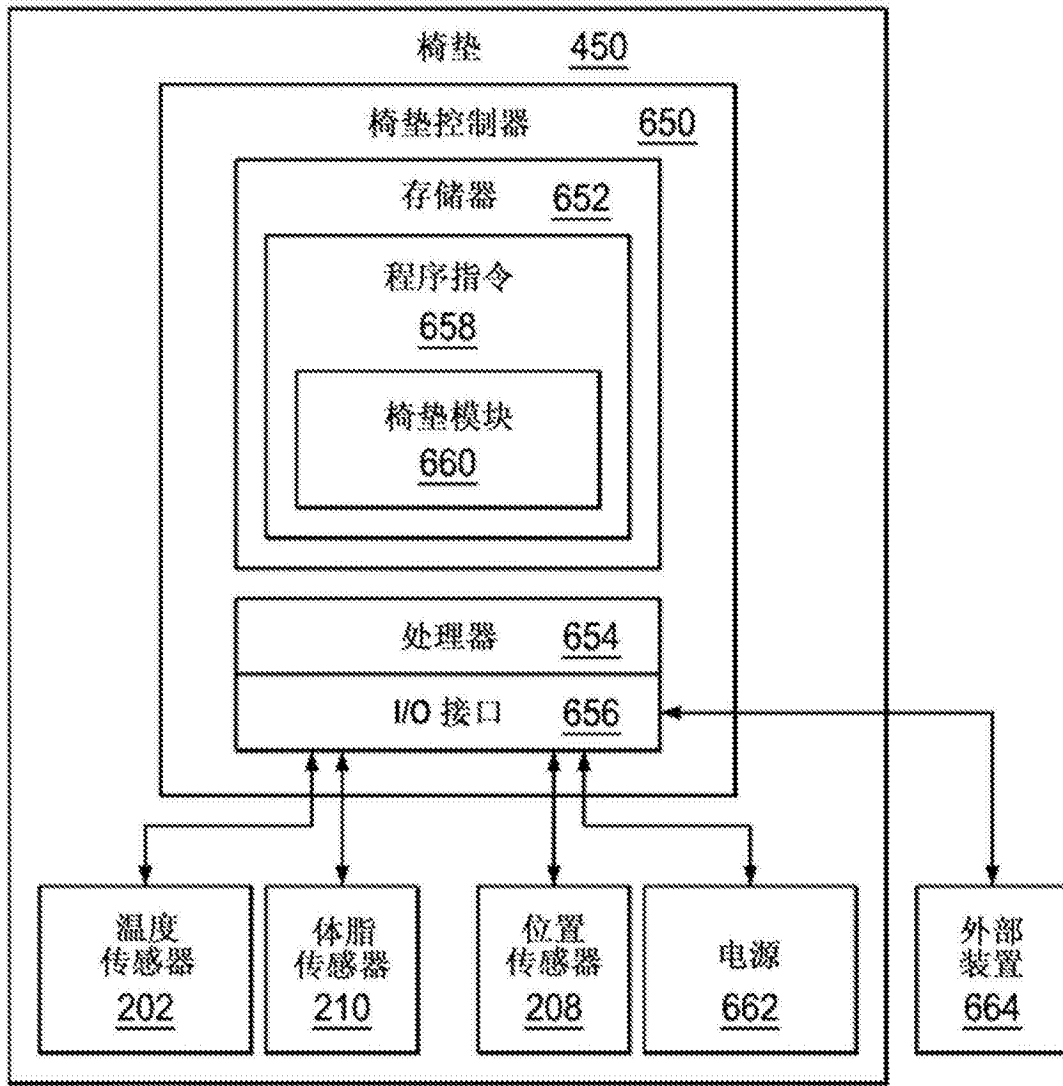 椅垫 450
椅垫控制器 650
存储器 652
程序指令
658
椅垫模块
660
处理器 654
I/O 接口 656
温度
传感器
202
体脂
传感器
210
位置
传感器
208
电源
662
外部
装置
664